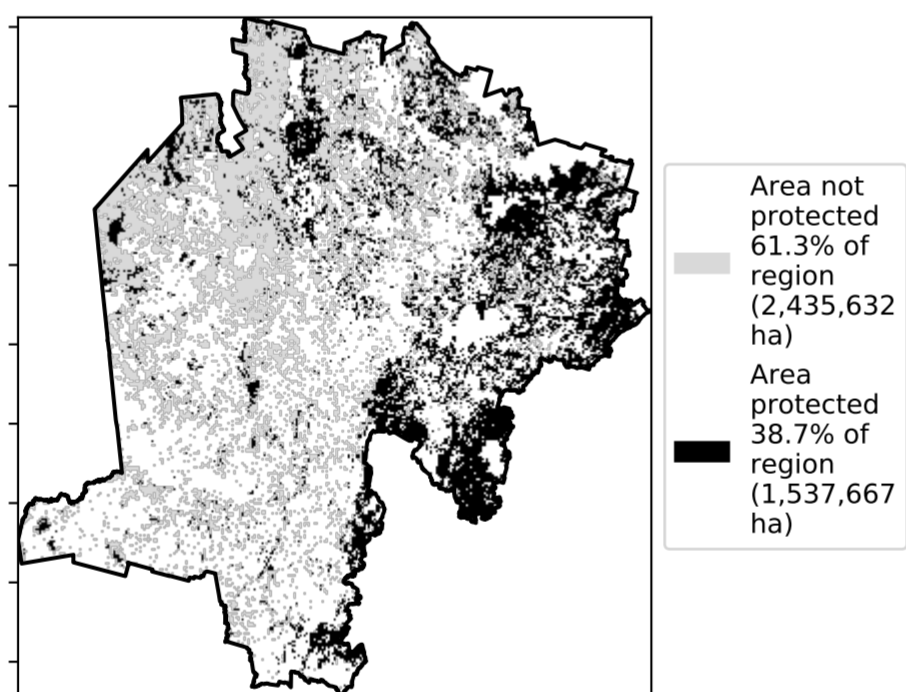 Area not
protected
61.3% of
region
(2,435,632
ha)
Area
protected
38.7% of
region
(1,537,667
ha)